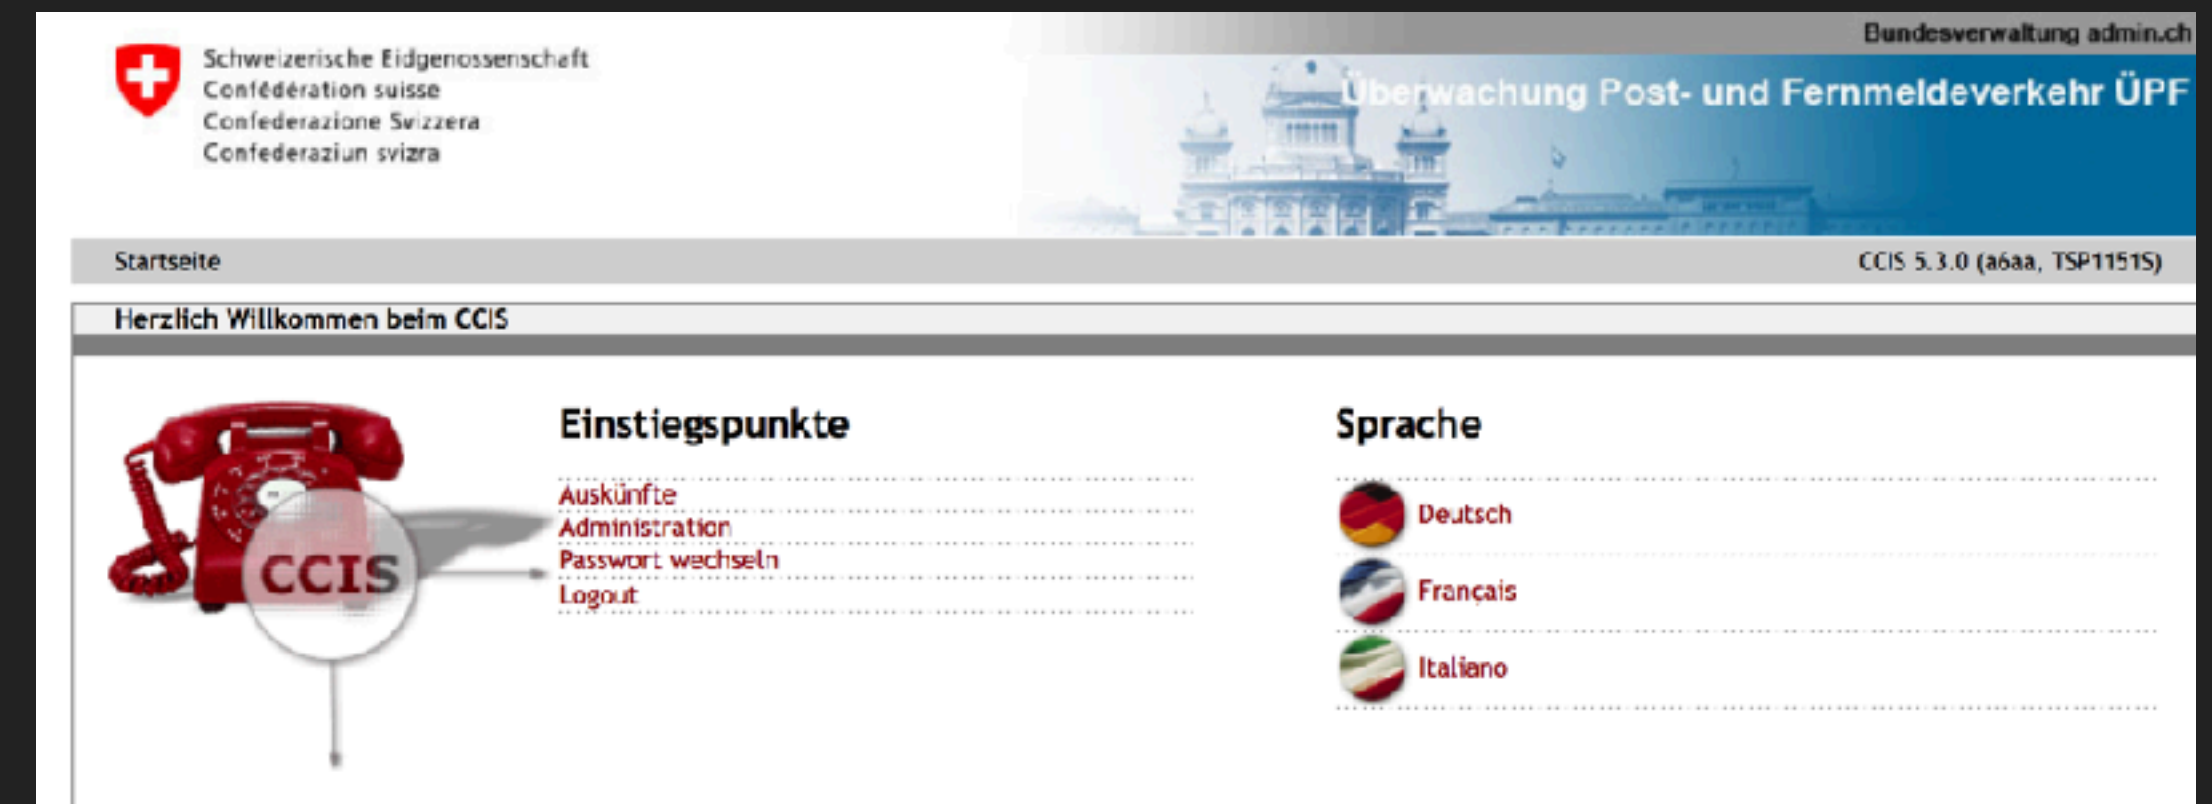 Schweizerische Eidgenossenschaft
Confédération suisse
Confederazione Svizzera
Confederaziun svizra
Bundesverwaltung admin.ch
Überwachung Post- und Fernmeldeverkehr ÜPF
Startseite
CCIS 5.3.0 (a6aa, TSP1151S)
Herzlich Willkommen beim CCIS
CCIS
Einstiegspunkte
Auskünfte
Administration
Passwort wechseln
Logout
Sprache
Deutsch
Français
Italiano